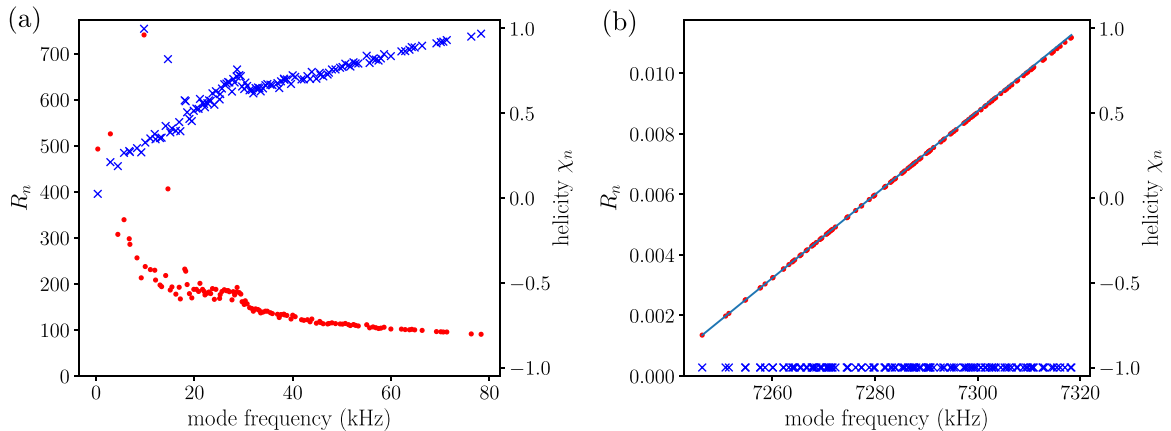 (a)
700
600
500
400
300
200
100
0
R_n
1.0
0.5
0.0
−0.5
−1.0
helicity χ_n
0 20 40 60 80
mode frequency (kHz)
(b)
0.010
0.008
0.006
0.004
0.002
0.000
R_n
1.0
0.5
0.0
−0.5
−1.0
helicity χ_n
7260 7280 7300 7320
mode frequency (kHz)